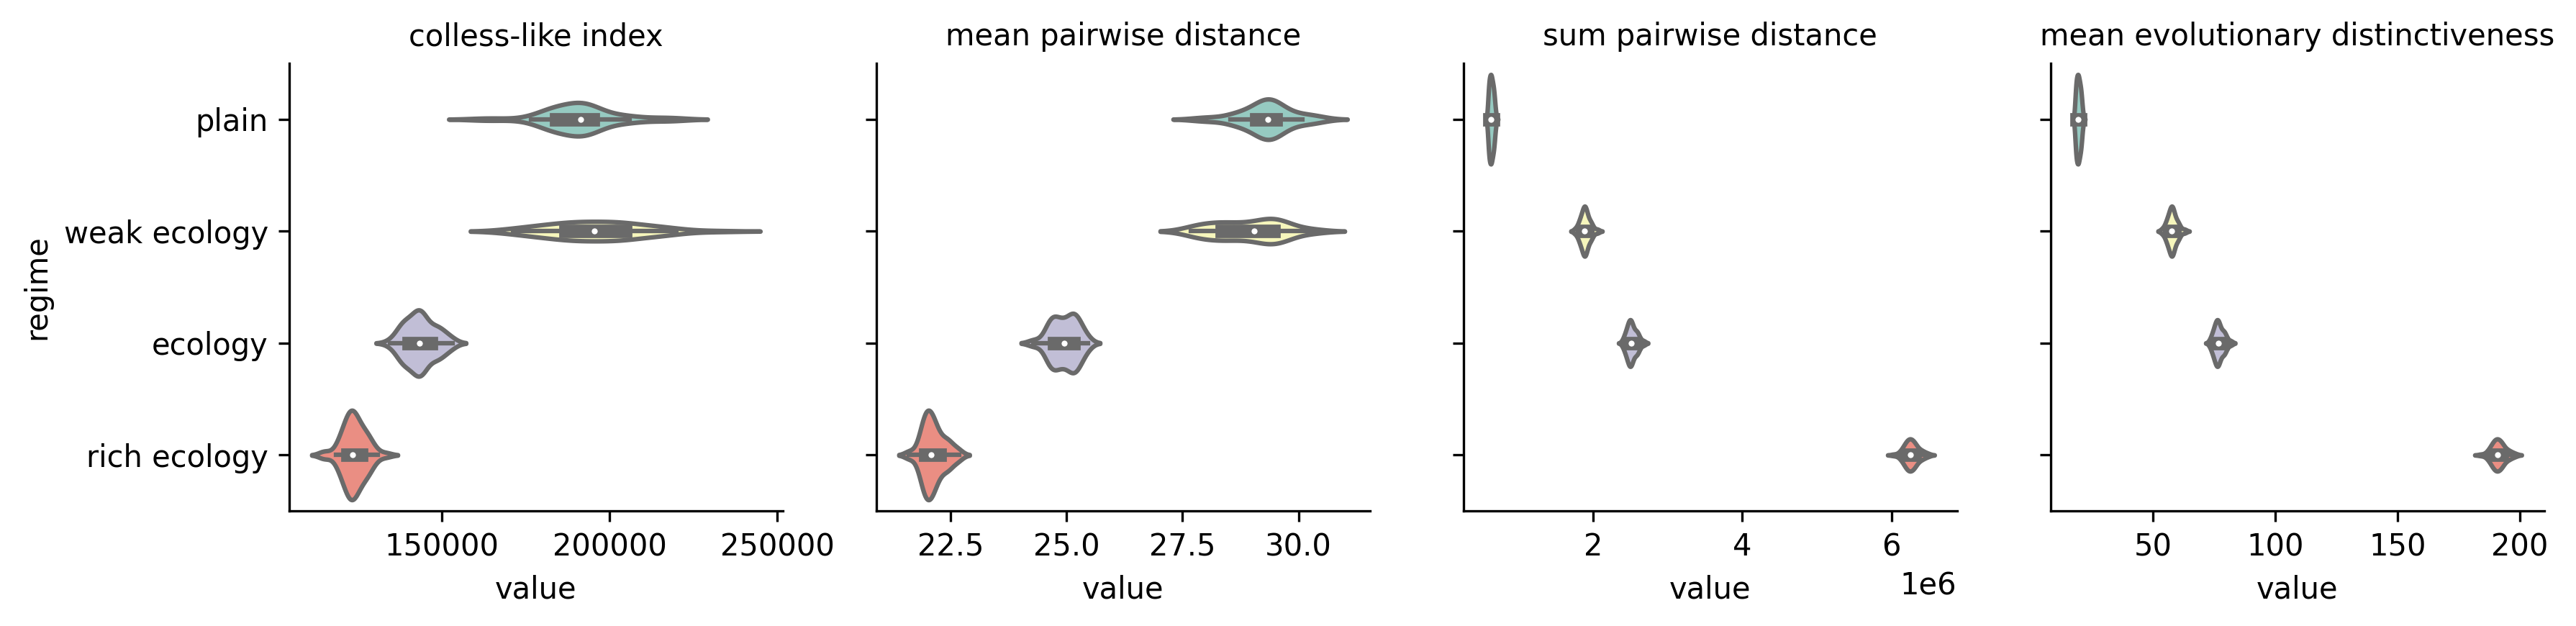 colless-like index
mean pairwise distance
sum pairwise distance
mean evolutionary distinctiveness
regime
plain
weak ecology
ecology
rich ecology
150000 200000 250000
22.5 25.0 27.5 30.0
2 4 6
50 100 150 200
1e6
value
value
value
value